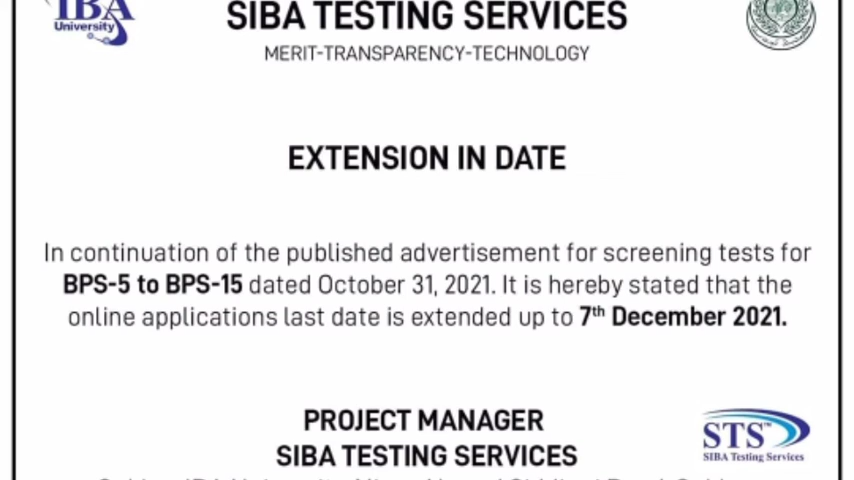 IBA
University
SIBA TESTING SERVICES
MERIT-TRANSPARENCY-TECHNOLOGY
EXTENSION IN DATE
In continuation of the published advertisement for screening tests for
BPS-5 to BPS-15 dated October 31, 2021. It is hereby stated that the
online applications last date is extended up to 7th December 2021.
PROJECT MANAGER
SIBA TESTING SERVICES
STS™
SIBA Testing Services